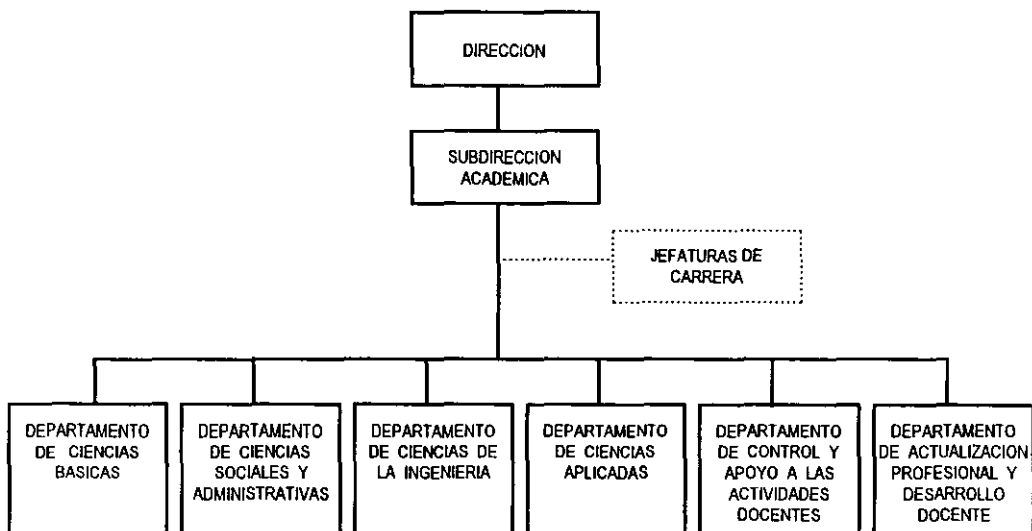 DIRECCION
SUBDIRECCION
ACADEMICA
JEFATURAS DE
CARRERA
DEPARTAMENTO
DE CIENCIAS
BASICAS
DEPARTAMENTO
DE CIENCIAS
SOCIALES Y
ADMINISTRATIVAS
DEPARTAMENTO
DE CIENCIAS DE
LA INGENIERIA
DEPARTAMENTO
DE CIENCIAS
APLICADAS
DEPARTAMENTO
DE CONTROL Y
APOYO A LAS
ACTIVIDADES
DOCENTES
DEPARTAMENTO
DE ACTUALIZACION
PROFESIONAL Y
DESARROLLO
DOCENTE